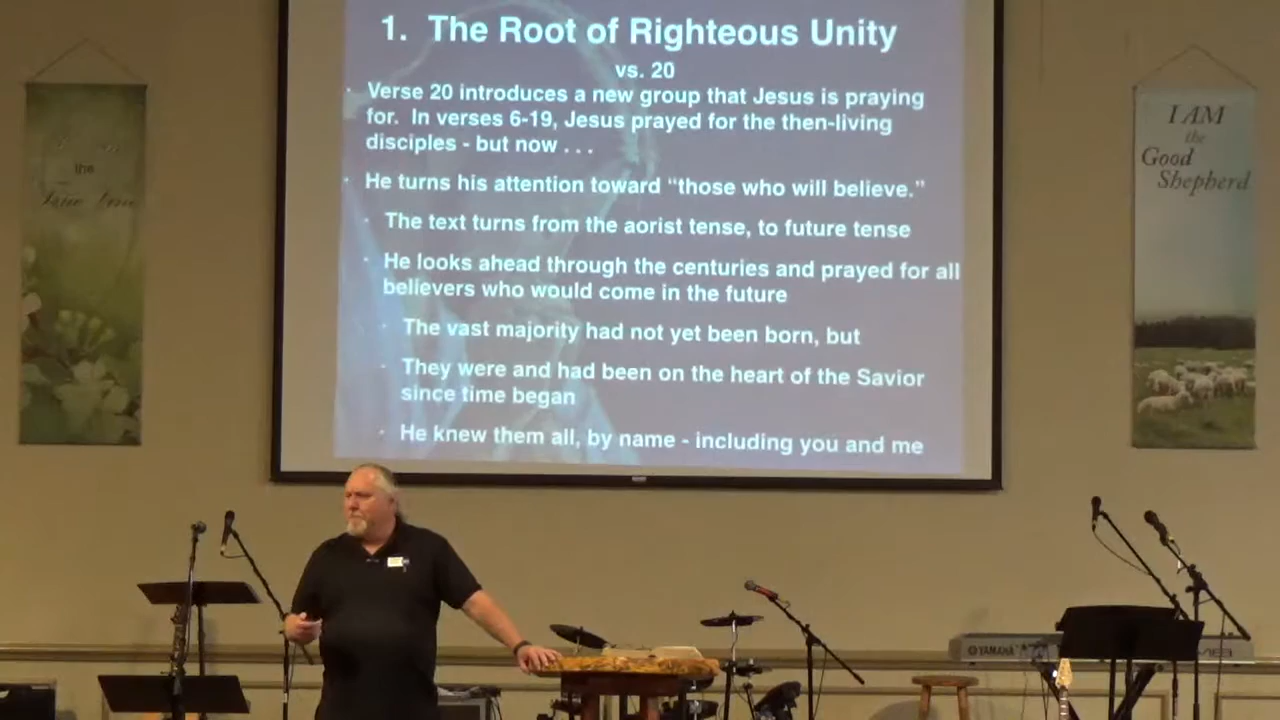 1. The Root of Righteous Unity
vs. 20
Verse 20 introduces a new group that Jesus is praying
for. In verses 6-19, Jesus prayed for the then-living
disciples - but now . . .
He turns his attention toward "those who will believe."
The text turns from the aorist tense, to future tense
He looks ahead through the centuries and prayed for all
believers who would come in the future
The vast majority had not yet been born, but
They were and had been on the heart of the Savior
since time began
He knew them all, by name - including you and me
the
True Vine
I AM
the
Good
Shepherd
YAMAHA